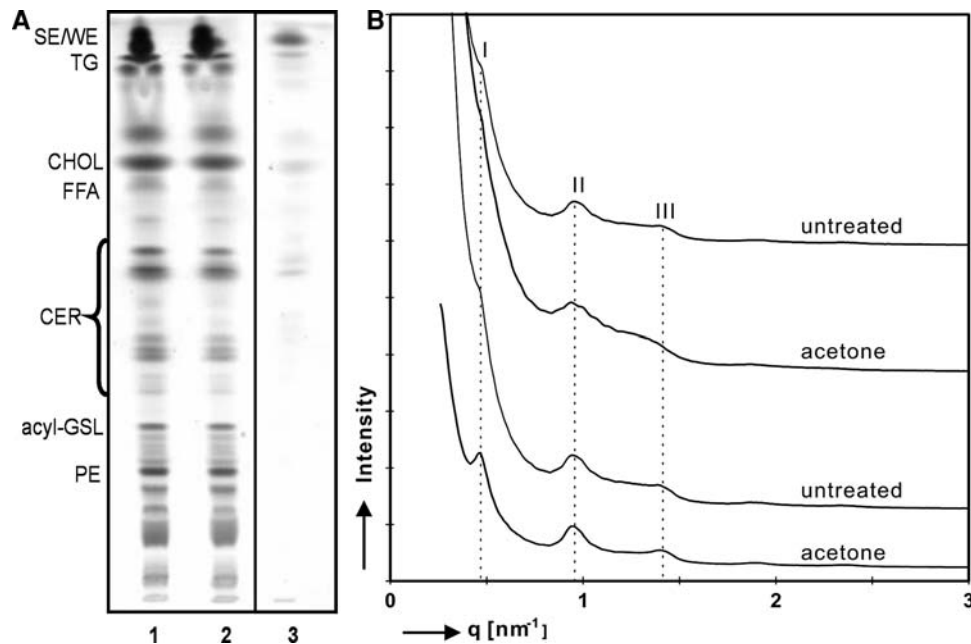 A
SE/WE
TG
CHOL
FFA
CER
acyl-GSL
PE
1 2 3
B
I
II
III
untreated
acetone
untreated
acetone
Intensity
0 1 2 3
q [nm⁻¹]